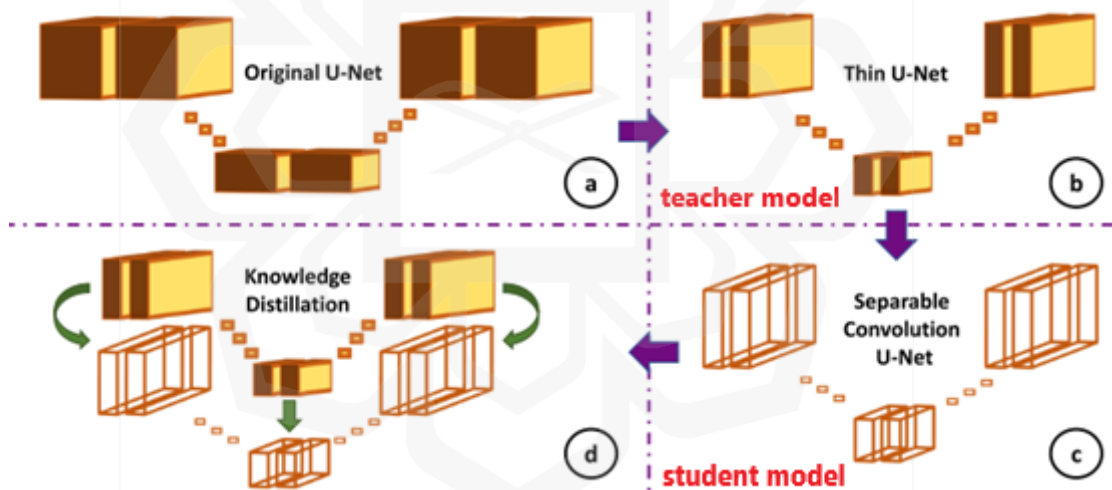 Original U-Net
a
Thin U-Net
teacher model
b
Knowledge
Distillation
d
Separable
Convolution
U-Net
student model
c